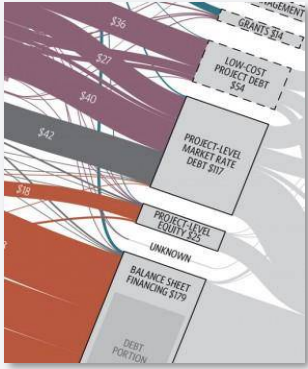 GRANTS $14
$36
LOW-COST
PROJECT DEBT
$54
$27
$40
PROJECT-LEVEL
MARKET RATE
DEBT $117
$42
$18
PROJECT-LEVEL
EQUITY $25
UNKNOWN
BALANCE SHEET
FINANCING $179
DEBT
PORTION